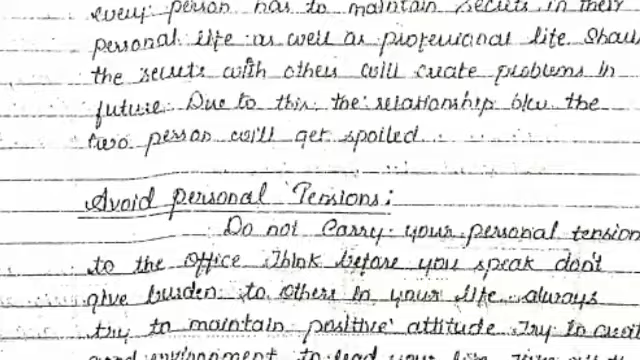 every person has to maintain secrets in their
personal life as well as professional life. Shari
the secrets with others will create problems in
future. Due to this, the relationship b/w the
two person will get spoiled.
Avoid personal Tensions:
Do not Carry your personal tension
to the office. Think before you speak don't
give burden to others in your life. always
try to maintain positive attitude. Try to
good environment to lead your life.